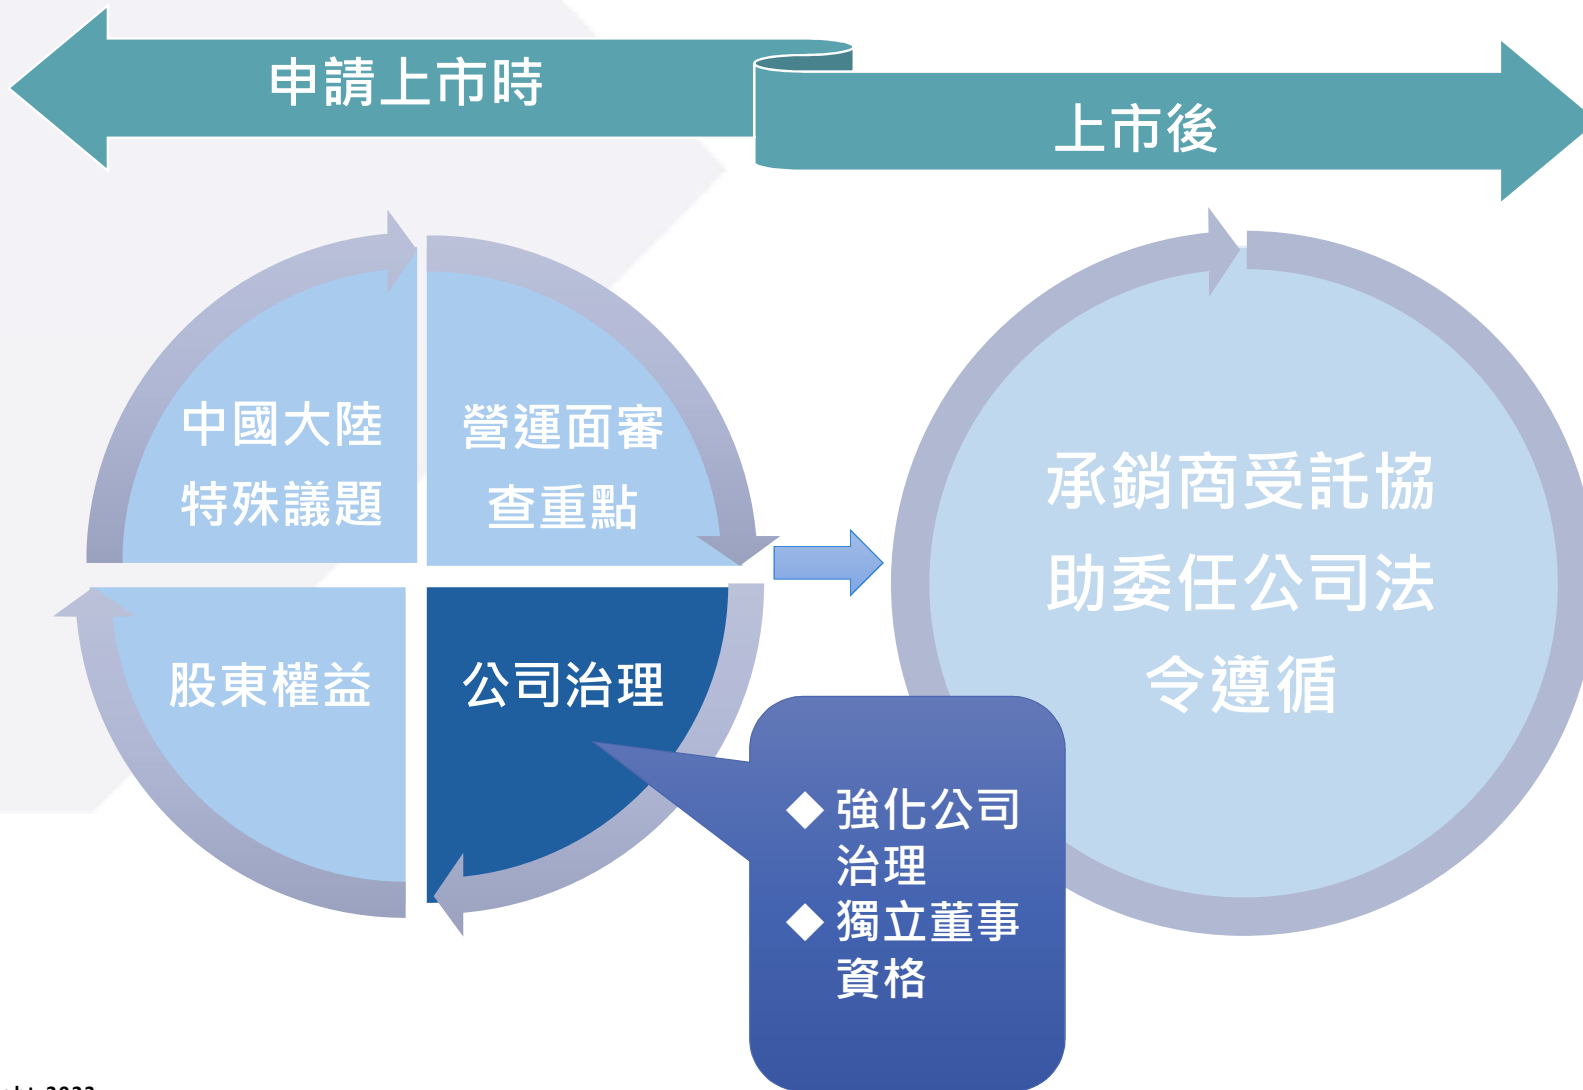 申請上市時
上市後
中國大陸
特殊議題
營運面審
查重點
股東權益
公司治理
承銷商受託協
助委任公司法
令遵循
◆ 強化公司
治理
◆ 獨立董事
資格